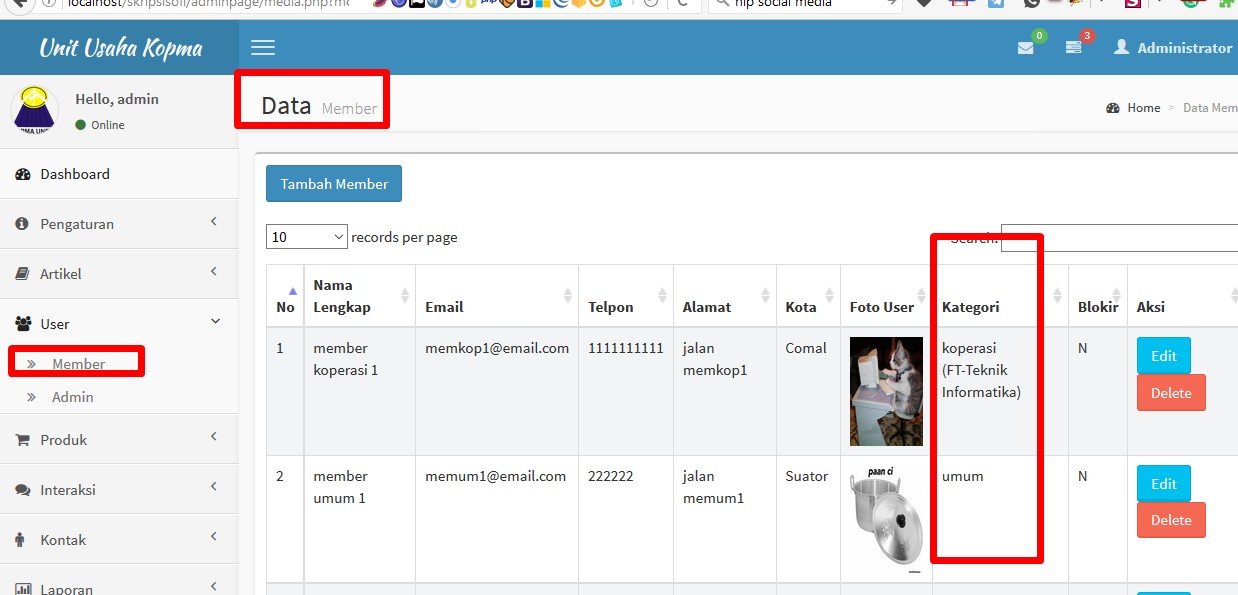 localhost/skripsisofi/adminpage/media.php?mo
nip social media
Unit Usaha Kopma
0
3
Administrator
Hello, admin
Online
Data Member
Home > Data Mem
Dashboard
Pengaturan
Artikel
User
Member
Admin
Produk
Interaksi
Kontak
Laporan
Tambah Member
10 records per page
Search:
No
Nama
Lengkap
Email
Telpon
Alamat
Kota
Foto User
Kategori
Blokir
Aksi
1
member
koperasi 1
memkop1@email.com
1111111111
jalan
memkop1
Comal
koperasi
(FT-Teknik
Informatika)
N
Edit
Delete
2
member
umum 1
memum1@email.com
222222
jalan
memum1
Suator
paan ci
umum
N
Edit
Delete